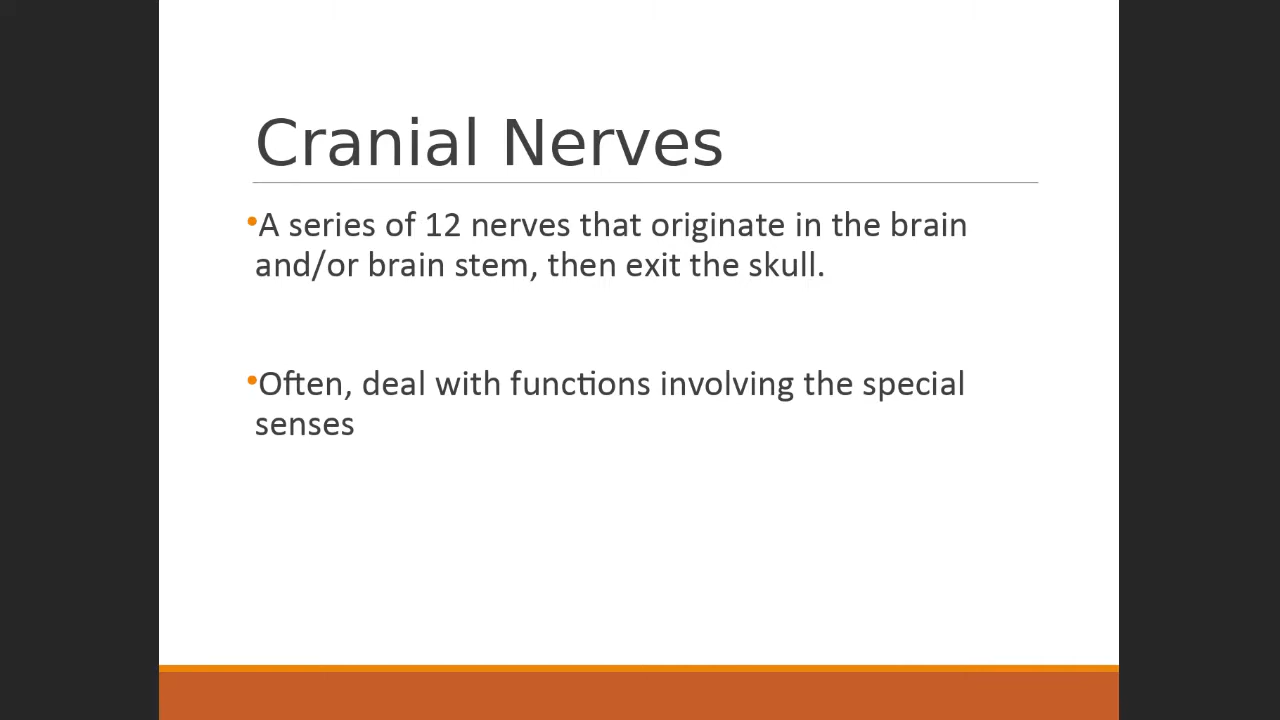 Cranial Nerves
•A series of 12 nerves that originate in the brain
and/or brain stem, then exit the skull.
•Often, deal with functions involving the special
senses